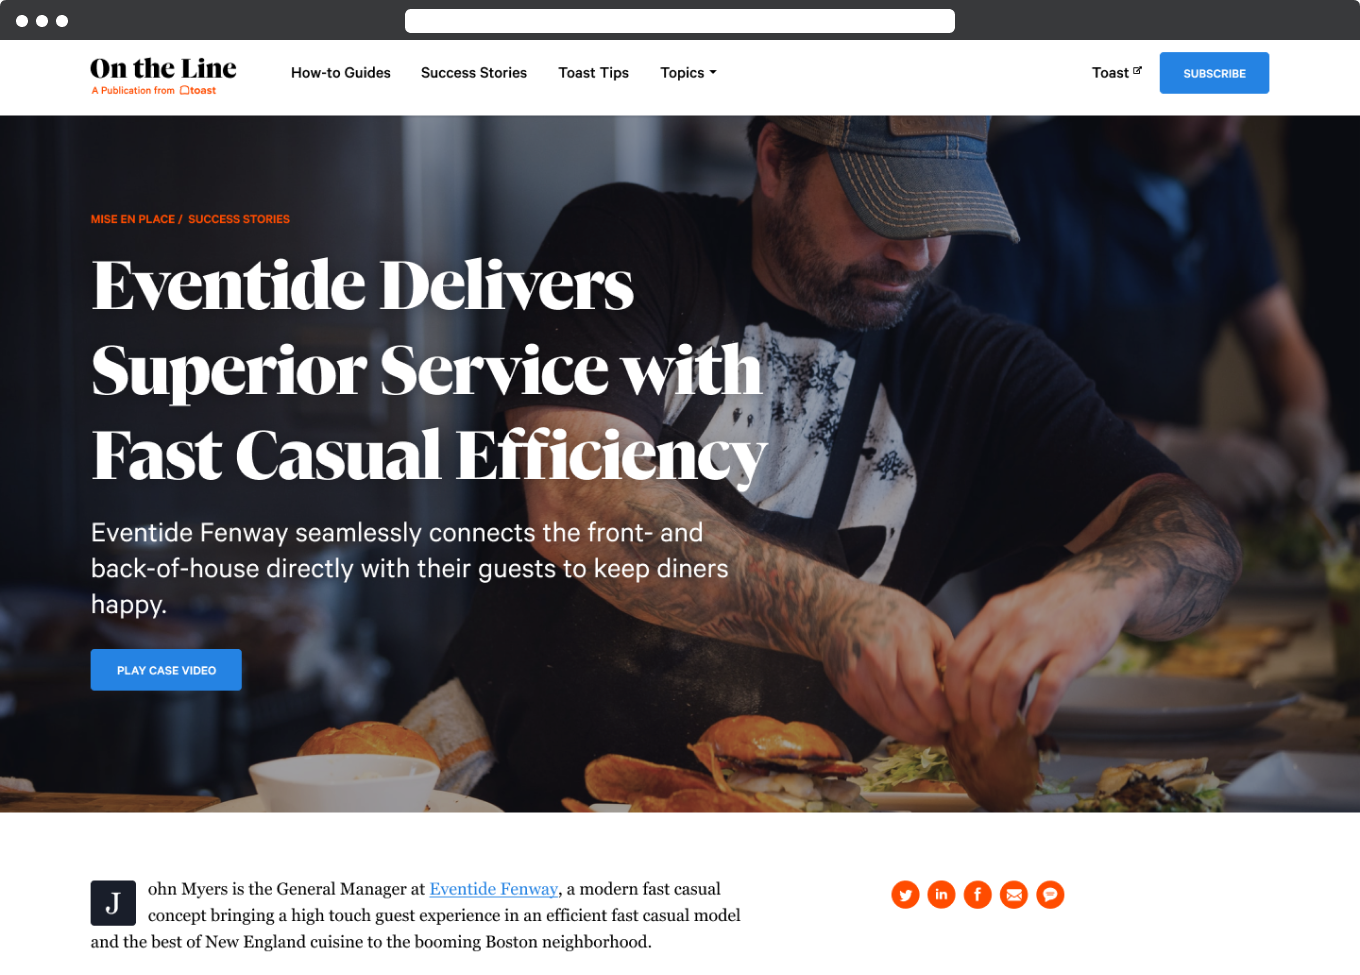 On the Line
A Publication from toast
How-to Guides
Success Stories
Toast Tips
Topics
Toast
SUBSCRIBE
MISE EN PLACE / SUCCESS STORIES
Eventide Delivers
Superior Service with
Fast Casual Efficiency
Eventide Fenway seamlessly connects the front- and
back-of-house directly with their guests to keep diners
happy.
PLAY CASE VIDEO
John Myers is the General Manager at Eventide Fenway, a modern fast casual
concept bringing a high touch guest experience in an efficient fast casual model
and the best of New England cuisine to the booming Boston neighborhood.